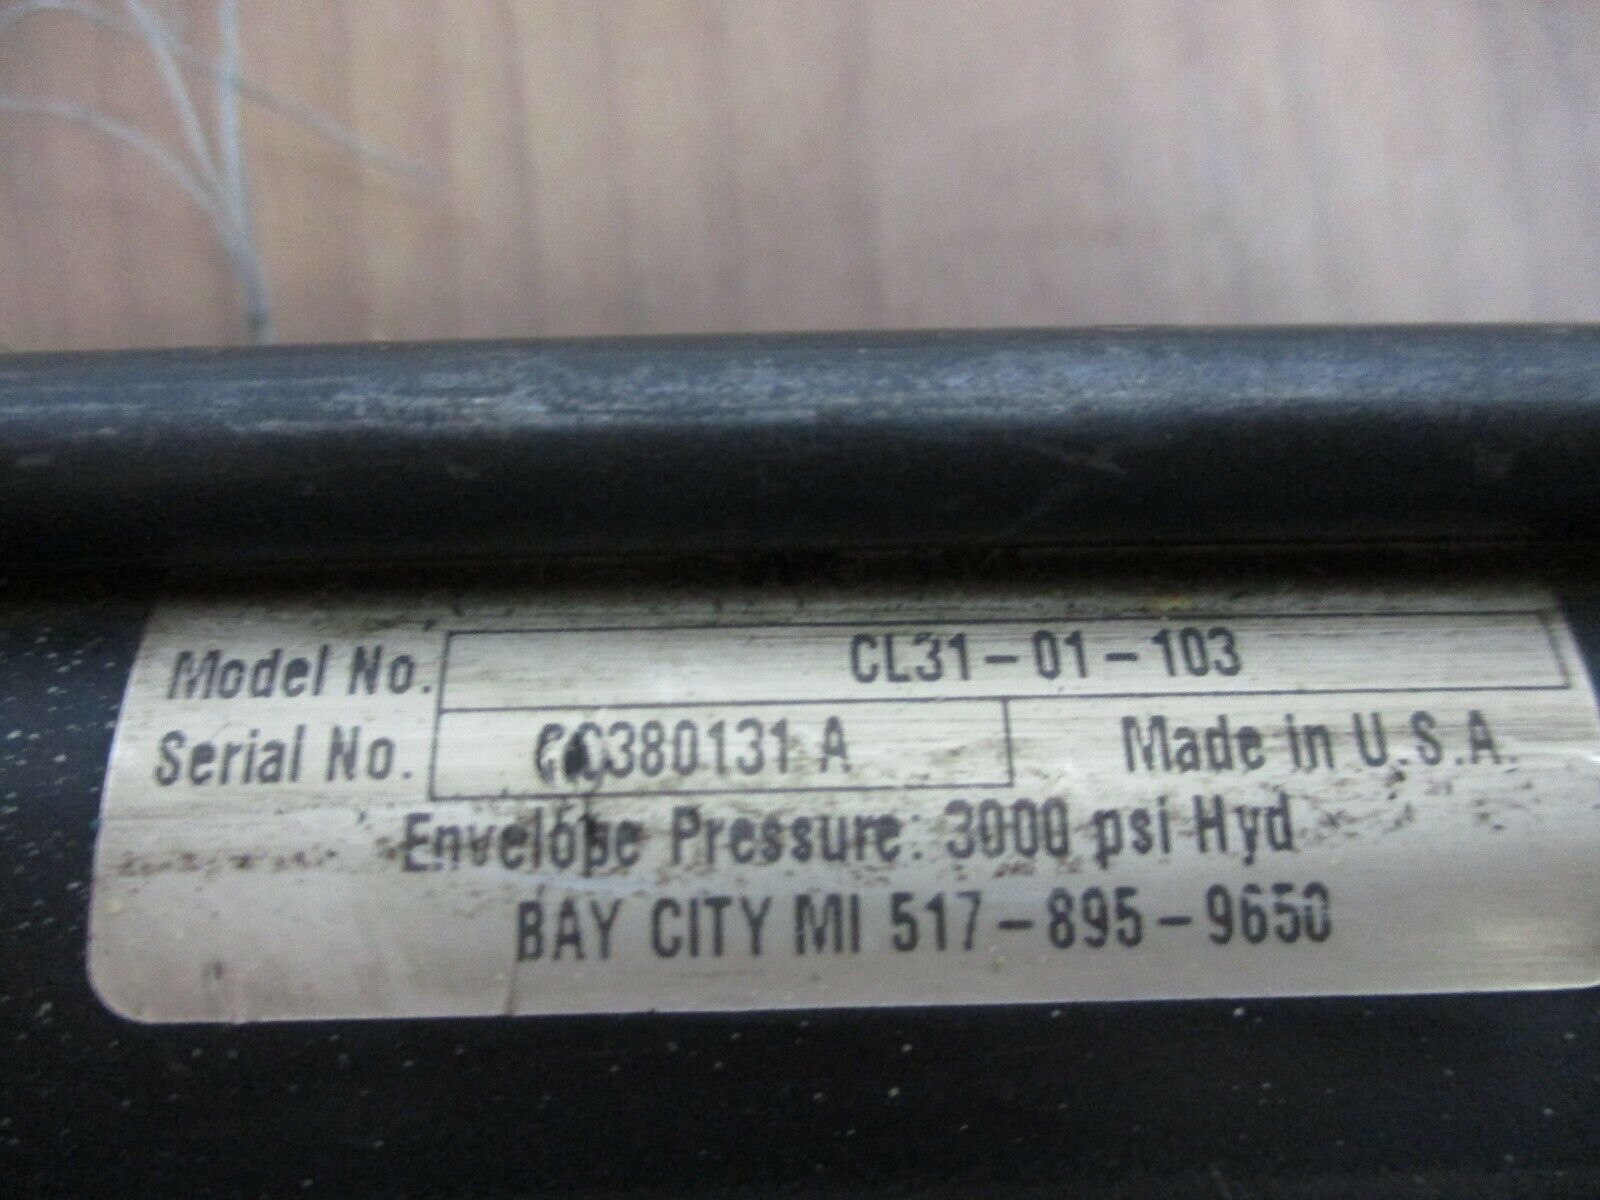 Model No. CL31-01-103
Serial No. CC380131 A Made in U.S.A.
Envelope Pressure: 3000 psi Hyd
BAY CITY MI 517-895-9650